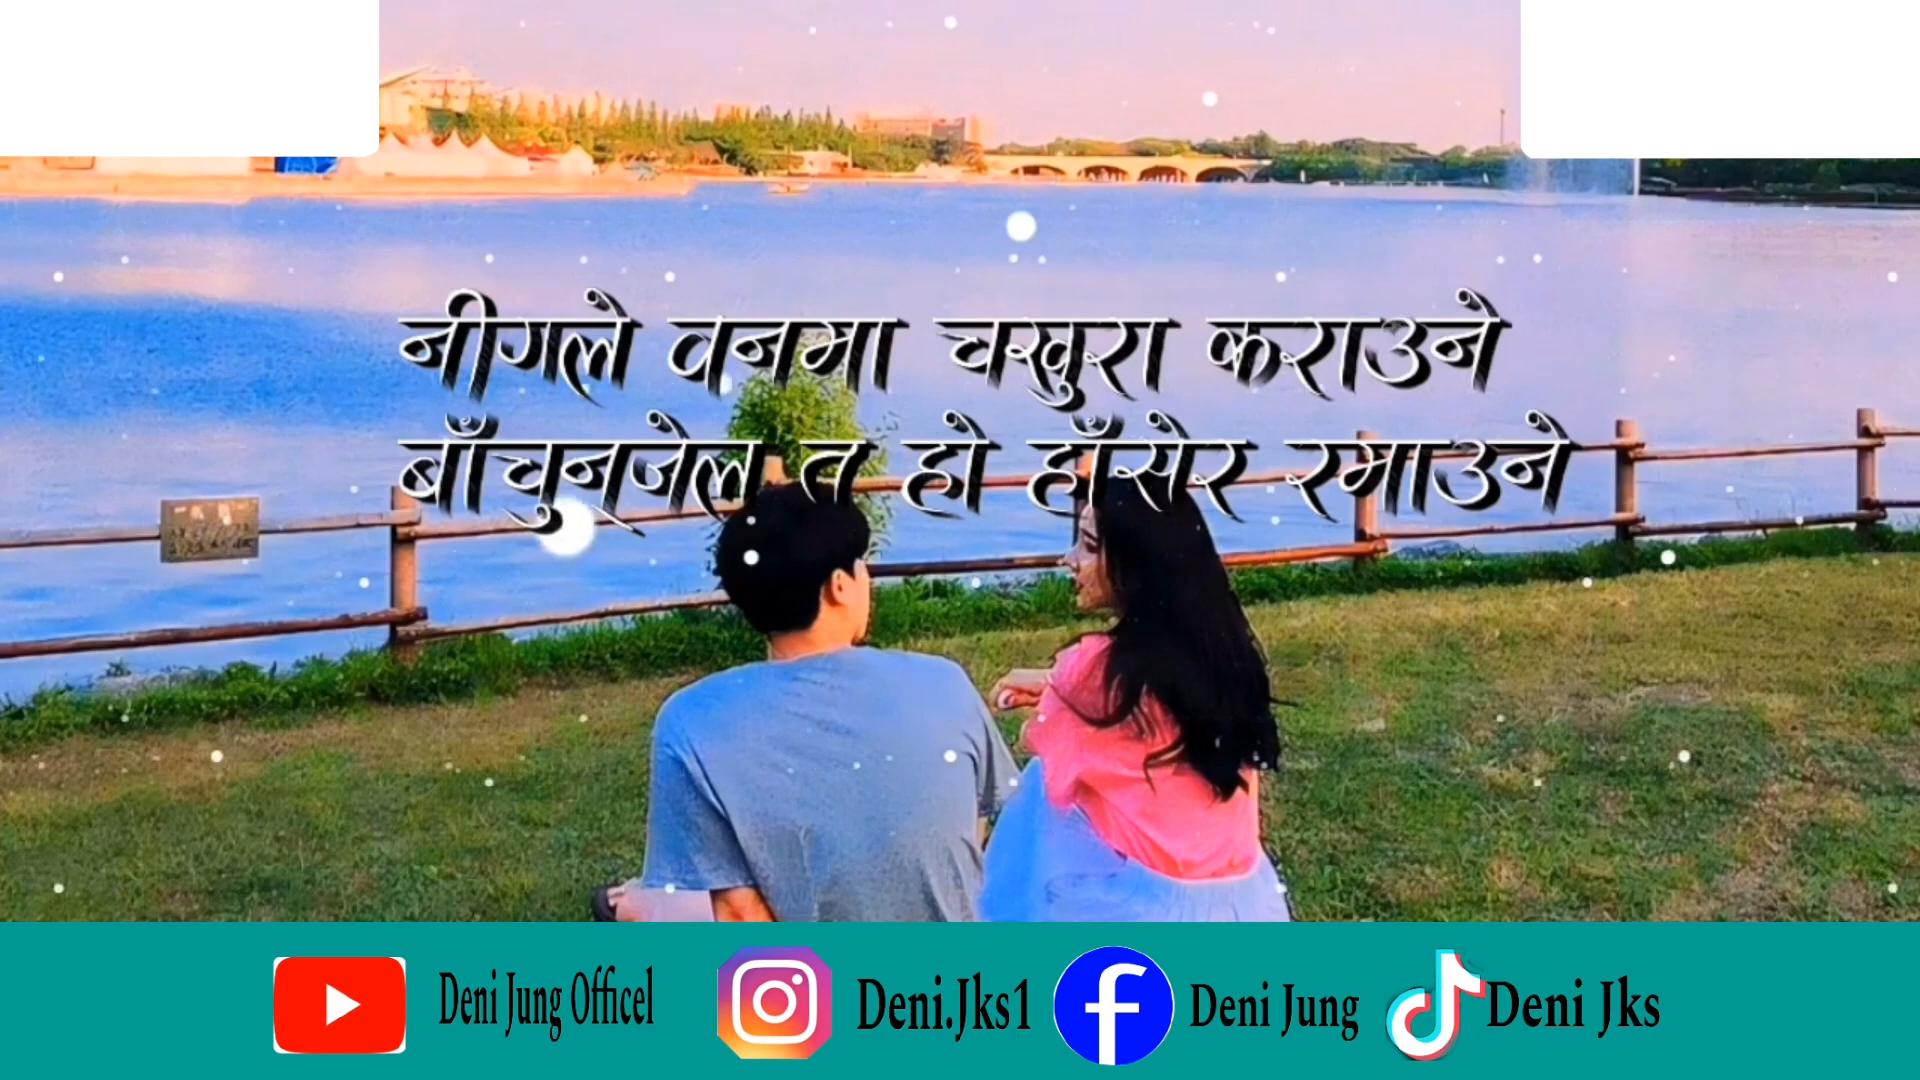 नीगले वनमा चखुरा कराउने
बाँचुनजेल त हो हाँसेर रमाउने
Deni Jung Officel
Deni.Jks1
Deni Jung
Deni Jks